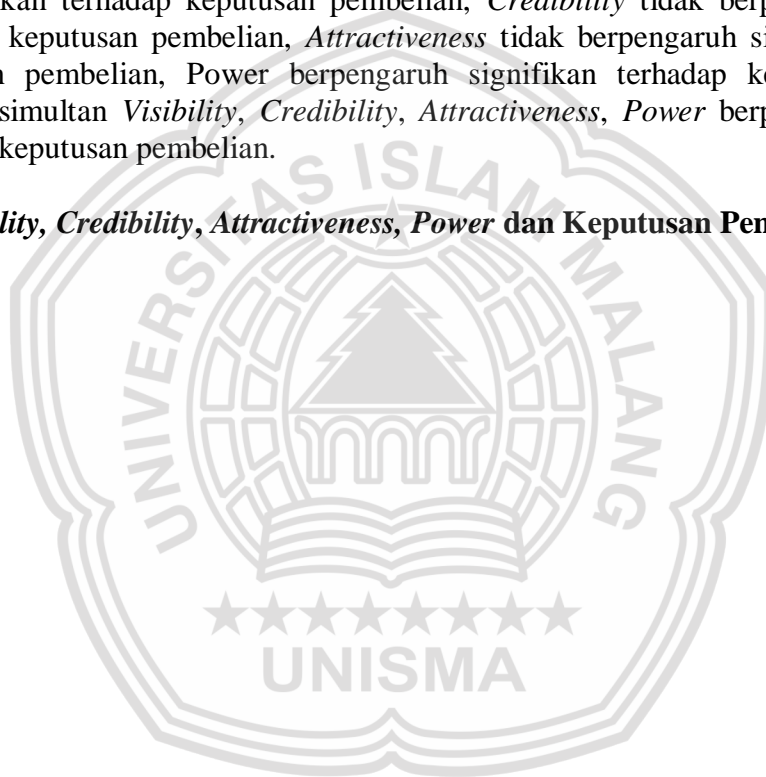 kan terhadap keputusan pembelian, Credibility tidak berp
keputusan pembelian, Attractiveness tidak berpengaruh si
n pembelian, Power berpengaruh signifikan terhadap ke
simultan Visibility, Credibility, Attractiveness, Power berp
keputusan pembelian.
lity, Credibility, Attractiveness, Power dan Keputusan Pen
UNIVERSITAS ISLAM MALANG
UNISMA